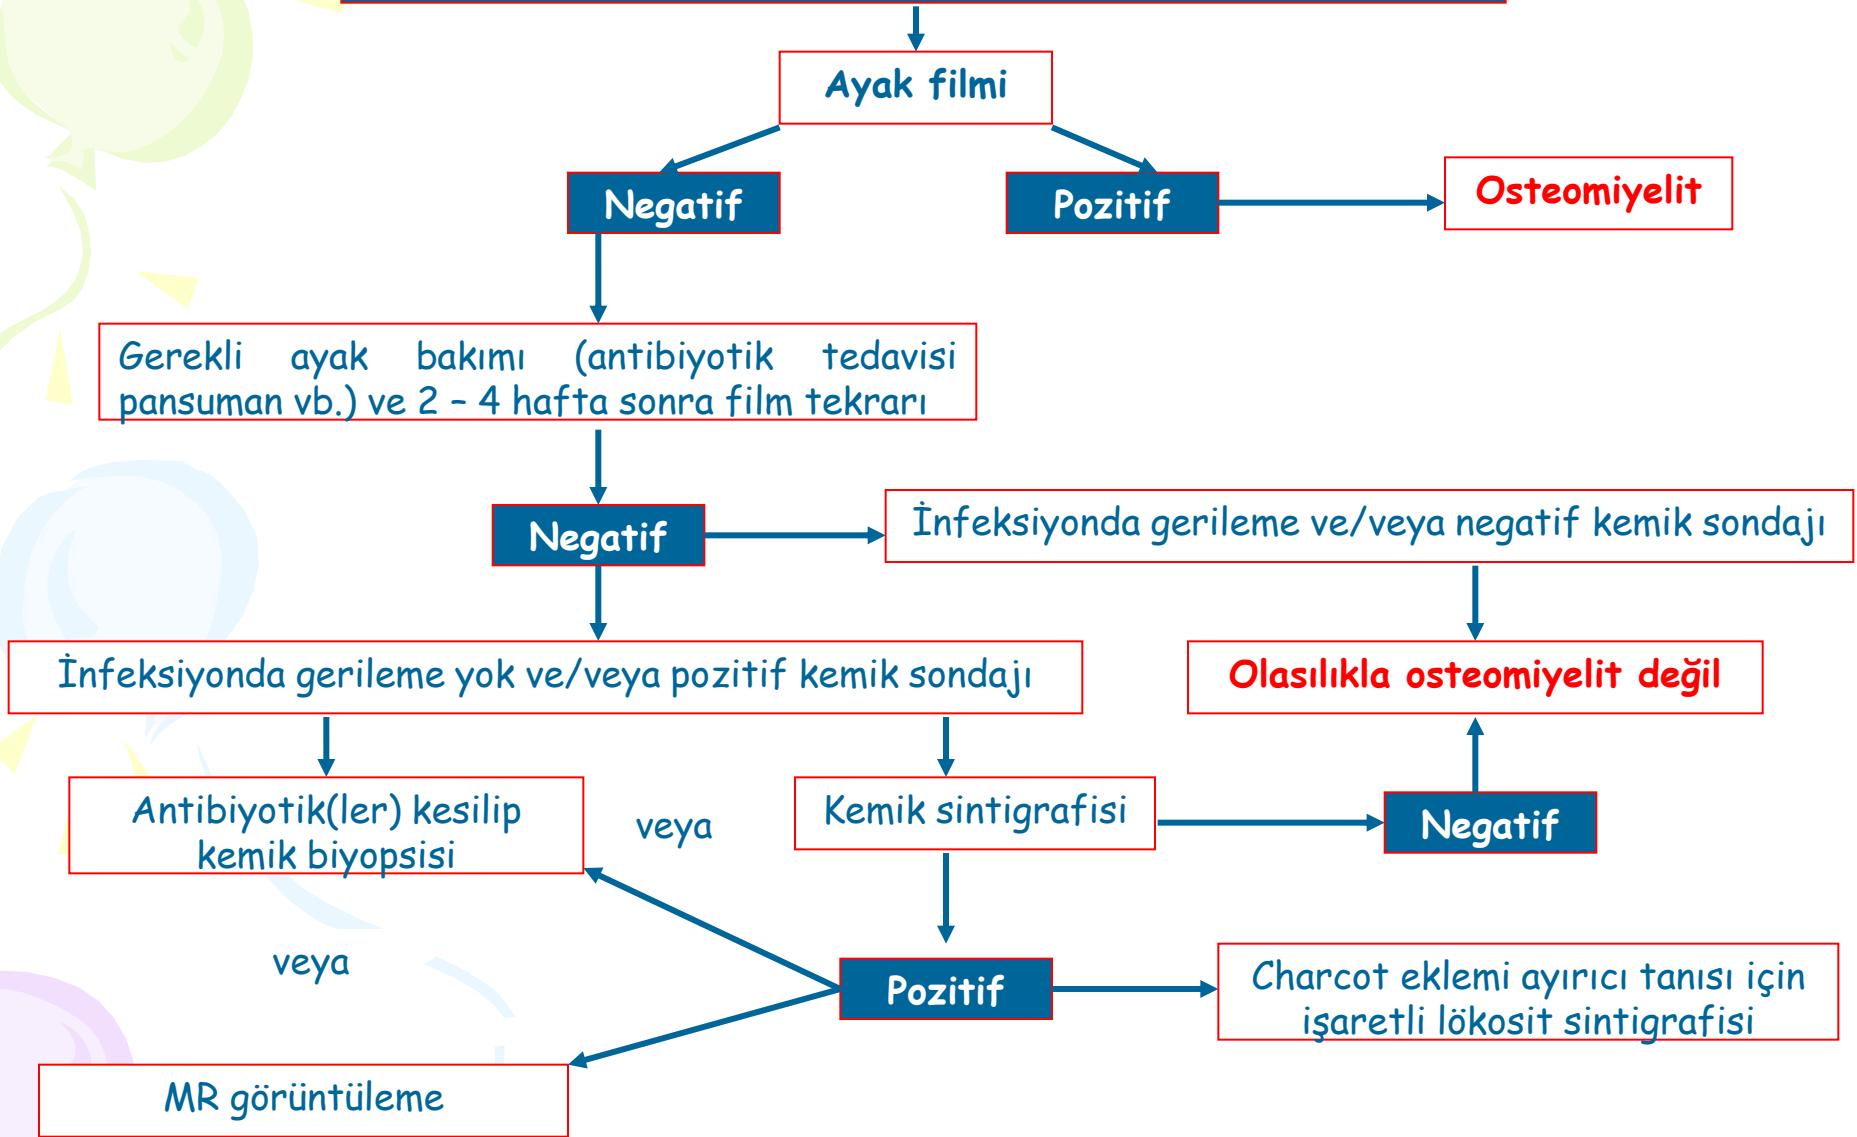 Ayak filmi
Negatif
Pozitif
Osteomiyelit
Gerekli ayak bakımı (antibiyotik tedavisi
pansuman vb.) ve 2 – 4 hafta sonra film tekrarı
Negatif
İnfeksiyonda gerileme ve/veya negatif kemik sondajı
İnfeksiyonda gerileme yok ve/veya pozitif kemik sondajı
Olasılıkla osteomiyelit değil
Antibiyotik(ler) kesilip
kemik biyopsisi
veya
Kemik sintigrafisi
Negatif
veya
Pozitif
Charcot eklemi ayırıcı tanısı için
işaretli lökosit sintigrafisi
MR görüntüleme